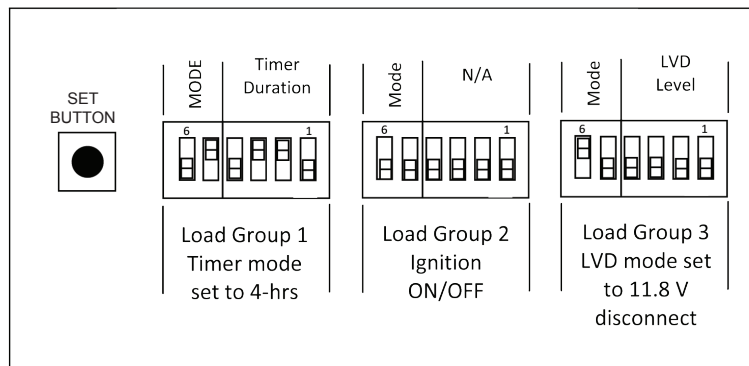 SET
BUTTON
MODE
Timer
Duration
6
1
Load Group 1
Timer mode
set to 4-hrs
Mode
N/A
6
1
Load Group 2
Ignition
ON/OFF
Mode
LVD
Level
6
1
Load Group 3
LVD mode set
to 11.8 V
disconnect